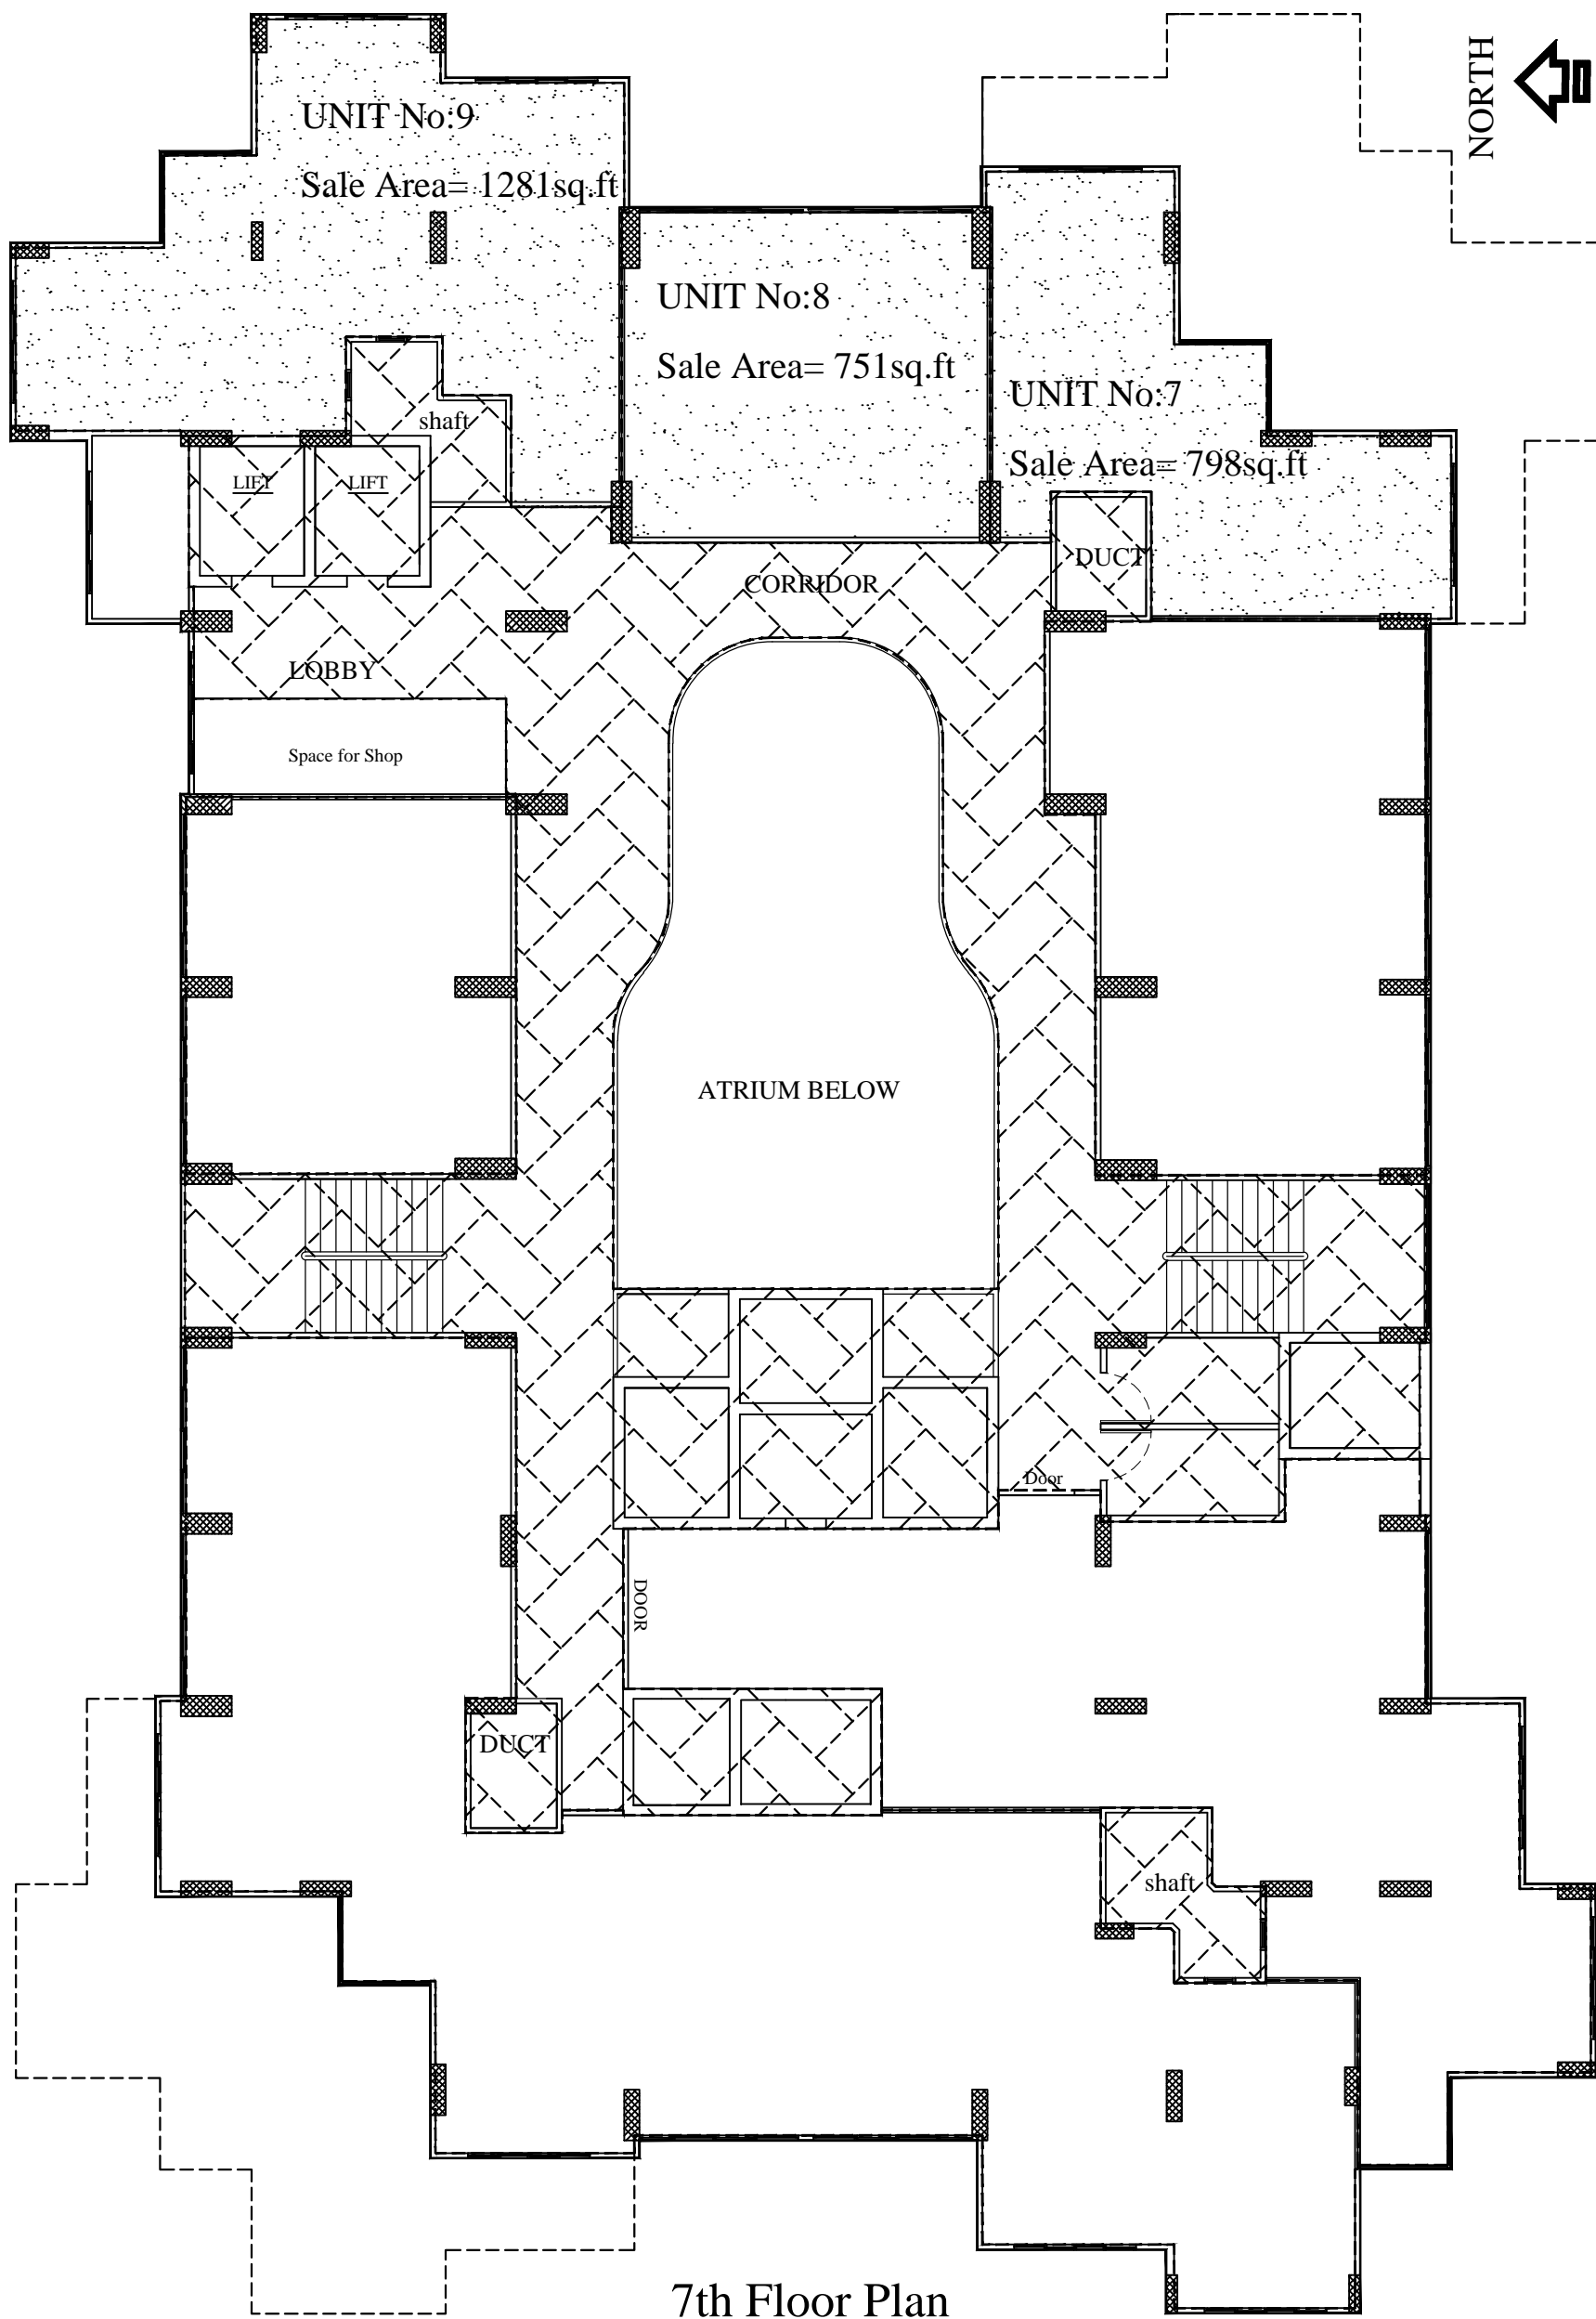 NORTH
UNIT No:9
Sale Area= 1281sq.ft
UNIT No:8
Sale Area= 751sq.ft
UNIT No:7
Sale Area= 798sq.ft
shaft
LIFT
LIFT
DUCT
CORRIDOR
LOBBY
Space for Shop
ATRIUM BELOW
Door
DOOR
DUCT
shaft
7th Floor Plan